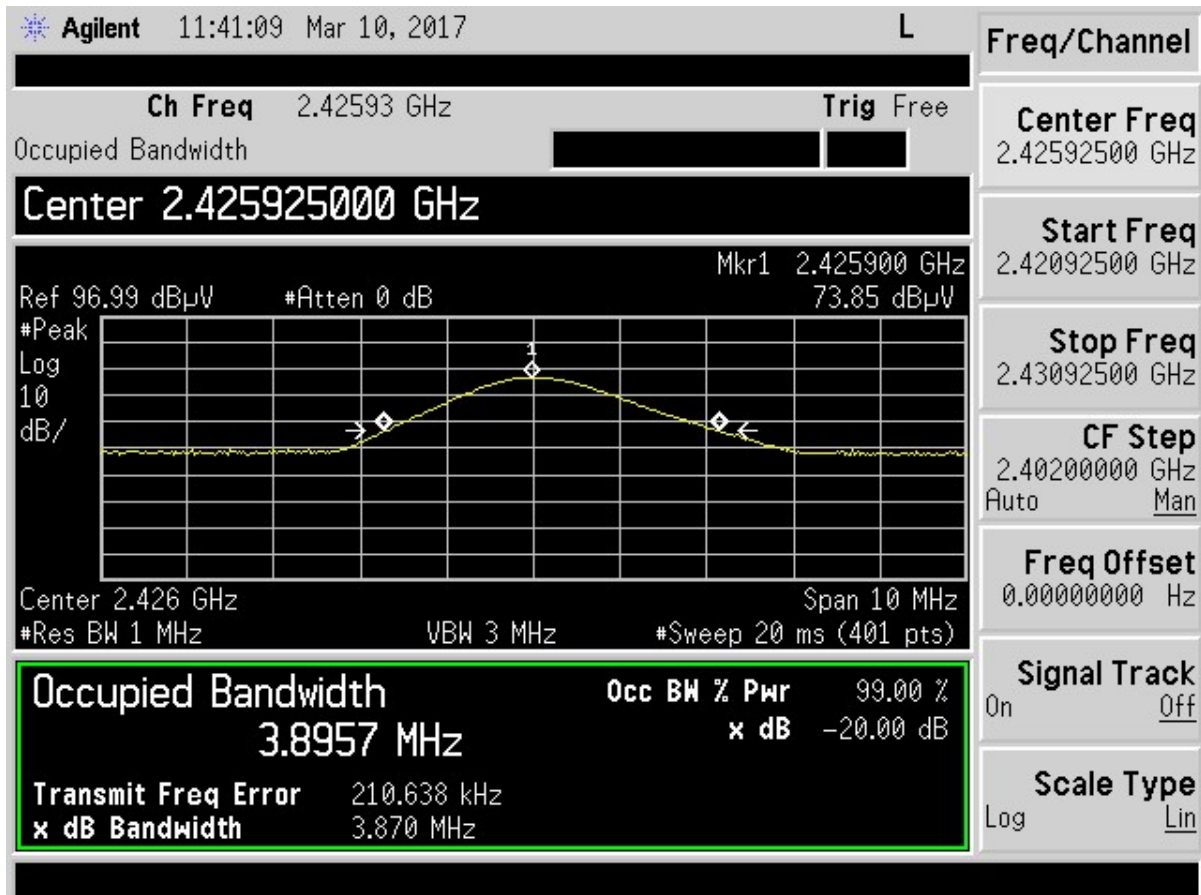 Agilent 11:41:09 Mar 10, 2017 L
Freq/Channel
Ch Freq 2.42593 GHz Trig Free
Occupied Bandwidth
Center 2.425925000 GHz
Mkr1 2.425900 GHz
Ref 96.99 dBµV #Atten 0 dB 73.85 dBµV
#Peak
Log
10
dB/
1
Center 2.426 GHz Span 10 MHz
#Res BW 1 MHz VBW 3 MHz #Sweep 20 ms (401 pts)
Occupied Bandwidth Occ BW % Pwr 99.00 %
3.8957 MHz x dB -20.00 dB
Transmit Freq Error 210.638 kHz
x dB Bandwidth 3.870 MHz
Center Freq
2.42592500 GHz
Start Freq
2.42092500 GHz
Stop Freq
2.43092500 GHz
CF Step
2.40200000 GHz
Auto Man
Freq Offset
0.00000000 Hz
Signal Track
On Off
Scale Type
Log Lin